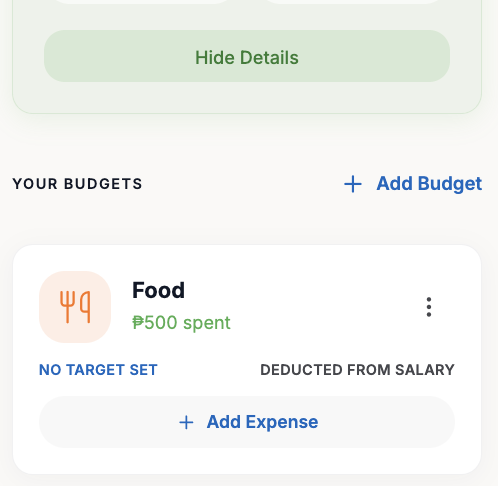 Hide Details
YOUR BUDGETS
+ Add Budget
Food
₱500 spent
NO TARGET SET
DEDUCTED FROM SALARY
+ Add Expense